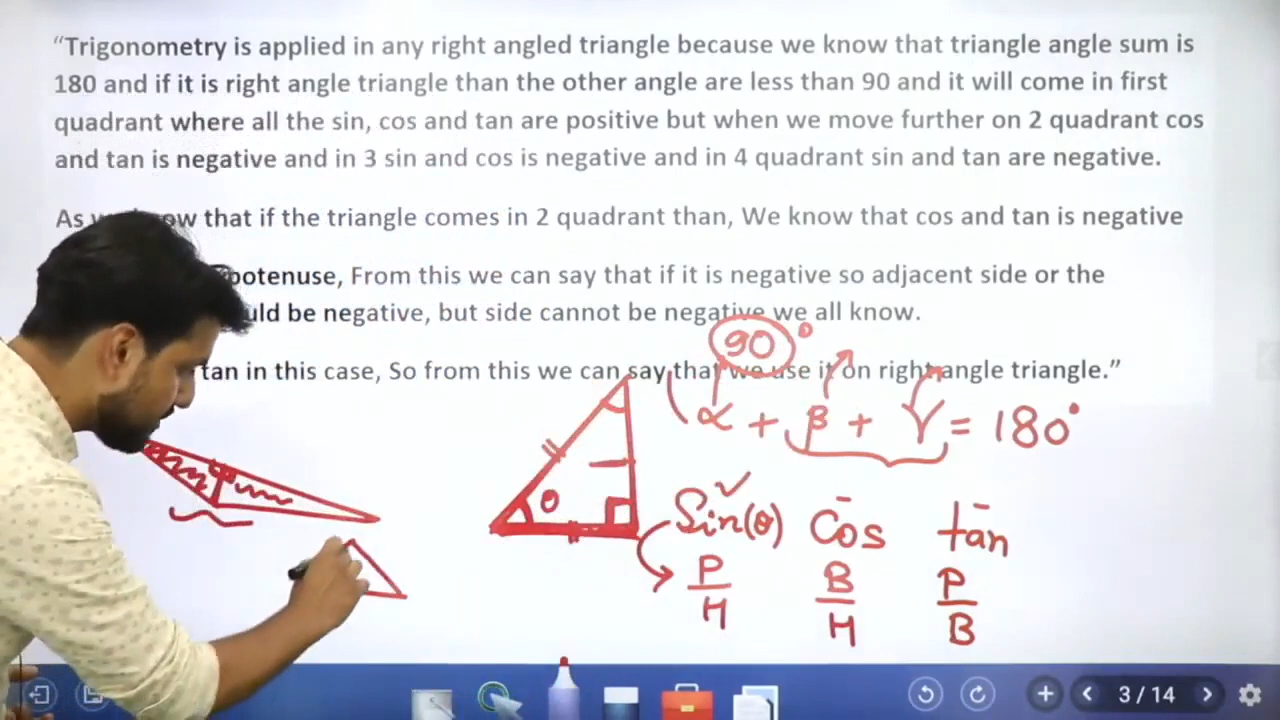 “Trigonometry is applied in any right angled triangle because we know that triangle angle sum is
180 and if it is right angle triangle than the other angle are less than 90 and it will come in first
quadrant where all the sin, cos and tan are positive but when we move further on 2 quadrant cos
and tan is negative and in 3 sin and cos is negative and in 4 quadrant sin and tan are negative.
As that if the triangle comes in 2 quadrant than, We know that cos and tan is negative
From this we can say that if it is negative so adjacent side or the
be negative, but side cannot be negative we all know.
90°
tan in this case, So from this we can say that we use it on right angle triangle.”
α + β + γ = 180°
θ
Sin(θ) cos tan
P/H B/H P/B
3 / 14